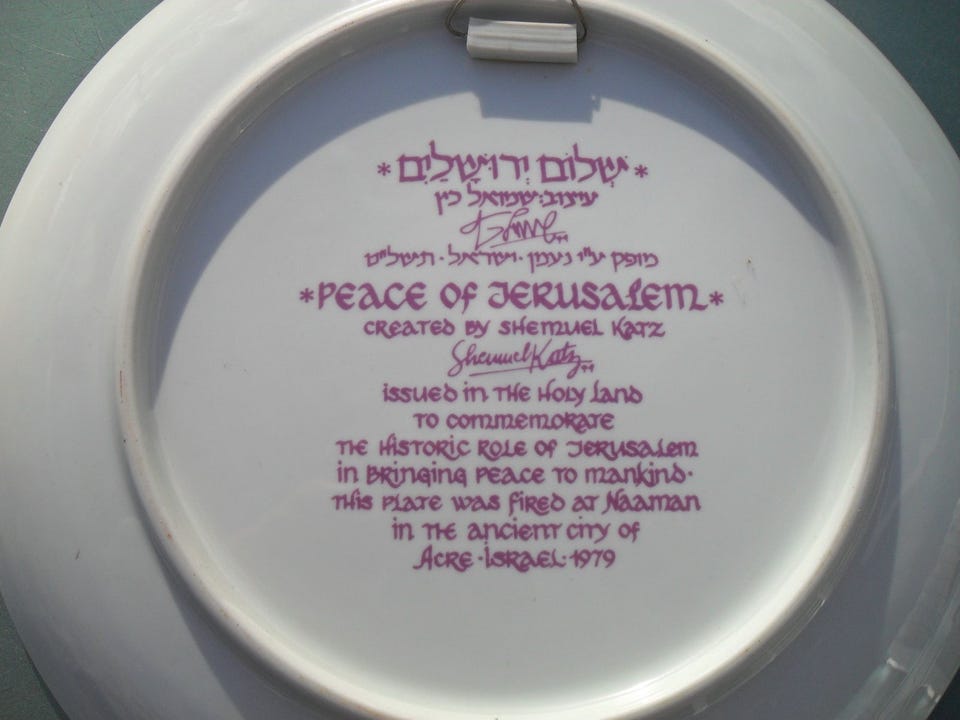 * שְׁלוֹם יְרוּשָׁלַיִם *
עיצוב: שמואל כץ
מופק ע"י נעמן · ישראל · תשל"ט
*PEACE OF JERUSALEM*
CREATED BY SHEMUEL KATZ
Shemuel Katz
ISSUED IN THE HOLY LAND
TO COMMEMORATE
THE HISTORIC ROLE OF JERUSALEM
IN BRINGING PEACE TO MANKIND·
THIS PLATE WAS FIRED AT NAAMAN
IN THE ANCIENT CITY OF
ACRE · ISRAEL · 1979